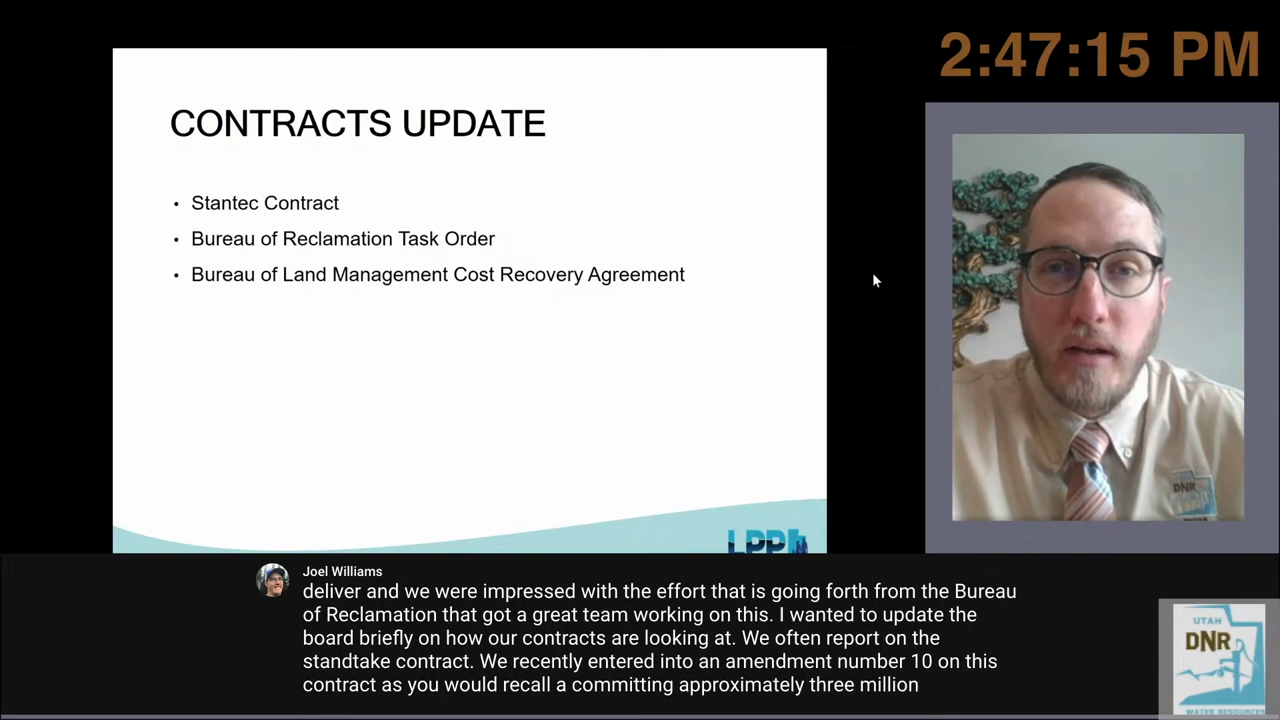 2:47:15 PM
CONTRACTS UPDATE
• Stantec Contract
• Bureau of Reclamation Task Order
• Bureau of Land Management Cost Recovery Agreement
LPP
DNR
Joel Williams
deliver and we were impressed with the effort that is going forth from the Bureau
of Reclamation that got a great team working on this. I wanted to update the
board briefly on how our contracts are looking at. We often report on the
standtake contract. We recently entered into an amendment number 10 on this
contract as you would recall a committing approximately three million
UTAH
DNR
WATER RESOURCES